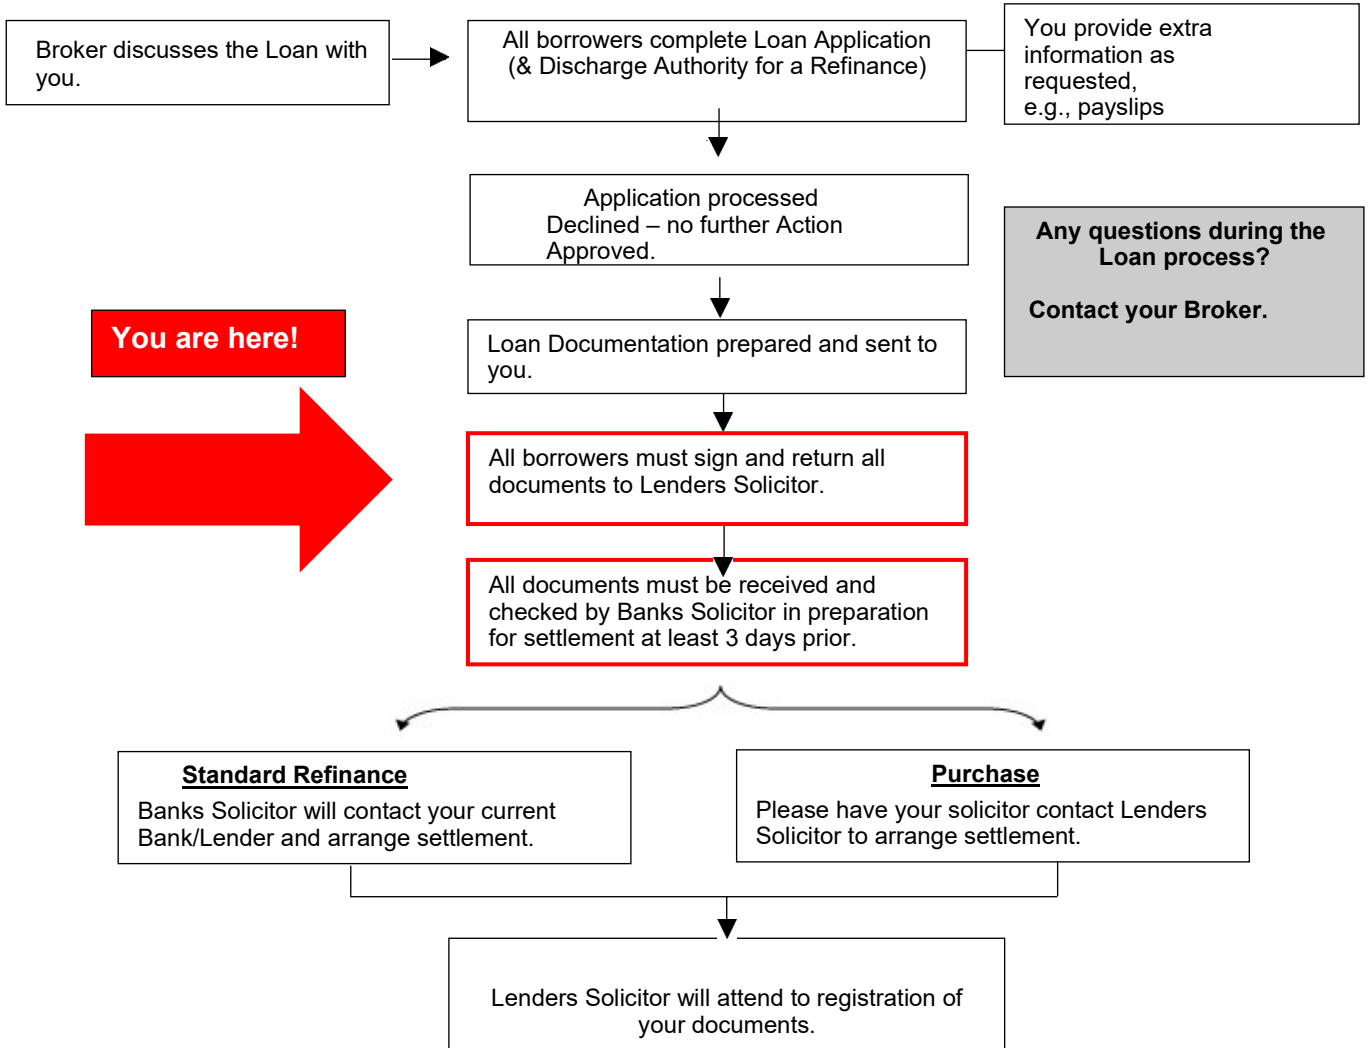 Broker discusses the Loan with
you.
All borrowers complete Loan Application
(& Discharge Authority for a Refinance)
You provide extra
information as
requested,
e.g., payslips
Application processed
Declined – no further Action
Approved.
Any questions during the
Loan process?
Contact your Broker.
You are here!
Loan Documentation prepared and sent to
you.
All borrowers must sign and return all
documents to Lenders Solicitor.
All documents must be received and
checked by Banks Solicitor in preparation
for settlement at least 3 days prior.
Standard Refinance
Banks Solicitor will contact your current
Bank/Lender and arrange settlement.
Purchase
Please have your solicitor contact Lenders
Solicitor to arrange settlement.
Lenders Solicitor will attend to registration of
your documents.